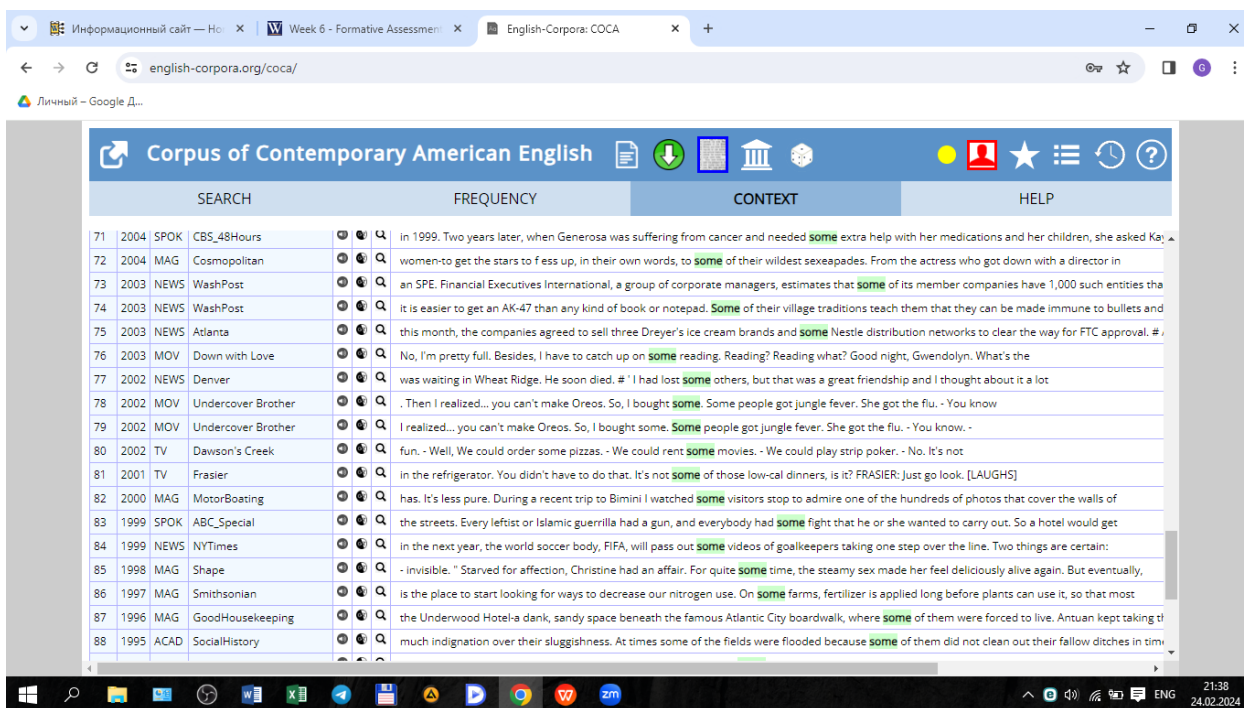 Информационный сайт — Но
Week 6 - Formative Assessment
English-Corpora: COCA
english-corpora.org/coca/
G
Личный – Google Д...
Corpus of Contemporary American English
SEARCH FREQUENCY CONTEXT HELP
71 2004 SPOK CBS_48Hours in 1999. Two years later, when Generosa was suffering from cancer and needed some extra help with her medications and her children, she asked Kay
72 2004 MAG Cosmopolitan women-to get the stars to f ess up, in their own words, to some of their wildest sexeapades. From the actress who got down with a director in
73 2003 NEWS WashPost an SPE. Financial Executives International, a group of corporate managers, estimates that some of its member companies have 1,000 such entities tha
74 2003 NEWS WashPost it is easier to get an AK-47 than any kind of book or notepad. Some of their village traditions teach them that they can be made immune to bullets and
75 2003 NEWS Atlanta this month, the companies agreed to sell three Dreyer's ice cream brands and some Nestle distribution networks to clear the way for FTC approval. #
76 2003 MOV Down with Love No, I'm pretty full. Besides, I have to catch up on some reading. Reading? Reading what? Good night, Gwendolyn. What's the
77 2002 NEWS Denver was waiting in Wheat Ridge. He soon died. # ' I had lost some others, but that was a great friendship and I thought about it a lot
78 2002 MOV Undercover Brother . Then I realized... you can't make Oreos. So, I bought some. Some people got jungle fever. She got the flu. - You know
79 2002 MOV Undercover Brother I realized... you can't make Oreos. So, I bought some. Some people got jungle fever. She got the flu. - You know. -
80 2002 TV Dawson's Creek fun. - Well, We could order some pizzas. - We could rent some movies. - We could play strip poker. - No. It's not
81 2001 TV Frasier in the refrigerator. You didn't have to do that. It's not some of those low-cal dinners, is it? FRASIER: Just go look. [LAUGHS]
82 2000 MAG MotorBoating has. It's less pure. During a recent trip to Bimini I watched some visitors stop to admire one of the hundreds of photos that cover the walls of
83 1999 SPOK ABC_Special the streets. Every leftist or Islamic guerrilla had a gun, and everybody had some fight that he or she wanted to carry out. So a hotel would get
84 1999 NEWS NYTimes in the next year, the world soccer body, FIFA, will pass out some videos of goalkeepers taking one step over the line. Two things are certain:
85 1998 MAG Shape - invisible. " Starved for affection, Christine had an affair. For quite some time, the steamy sex made her feel deliciously alive again. But eventually,
86 1997 MAG Smithsonian is the place to start looking for ways to decrease our nitrogen use. On some farms, fertilizer is applied long before plants can use it, so that most
87 1996 MAG GoodHousekeeping the Underwood Hotel-a dank, sandy space beneath the famous Atlantic City boardwalk, where some of them were forced to live. Antuan kept taking th
88 1995 ACAD SocialHistory much indignation over their sluggishness. At times some of the fields were flooded because some of them did not clean out their fallow ditches in time
zm
ENG
21:38
24.02.2024